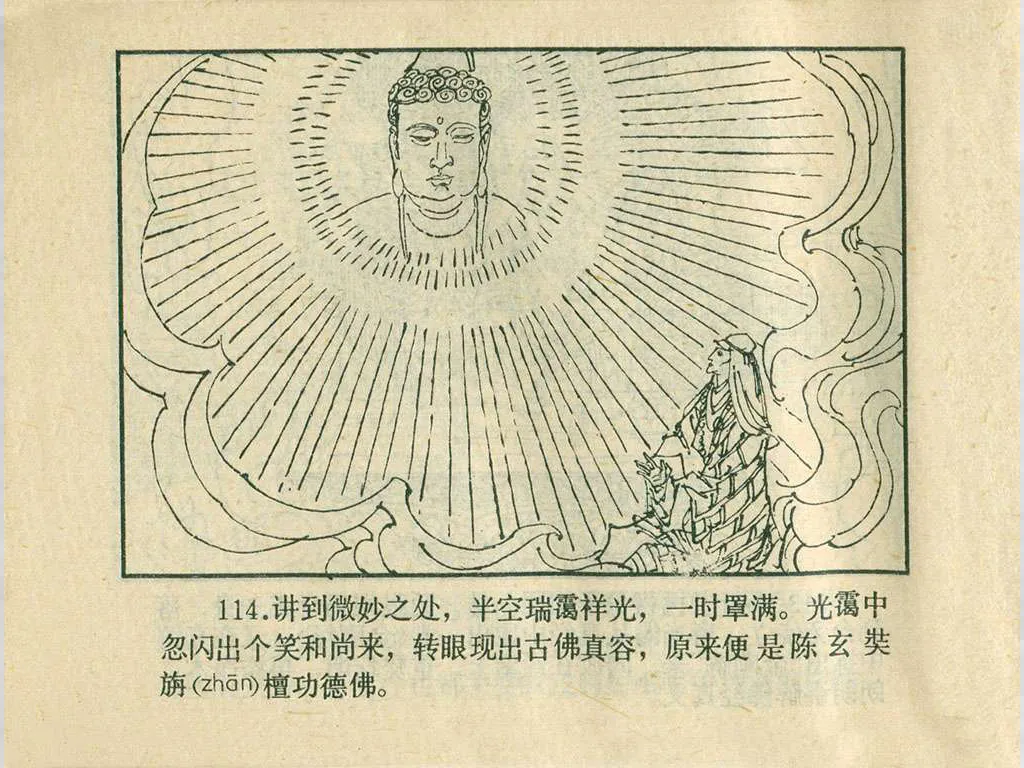 114.讲到微妙之处，半空瑞霭祥光，一时罩满。光霭中
忽闪出个笑和尚来，转眼现出古佛真容，原来便是陈玄奘
旃(zhān)檀功德佛。